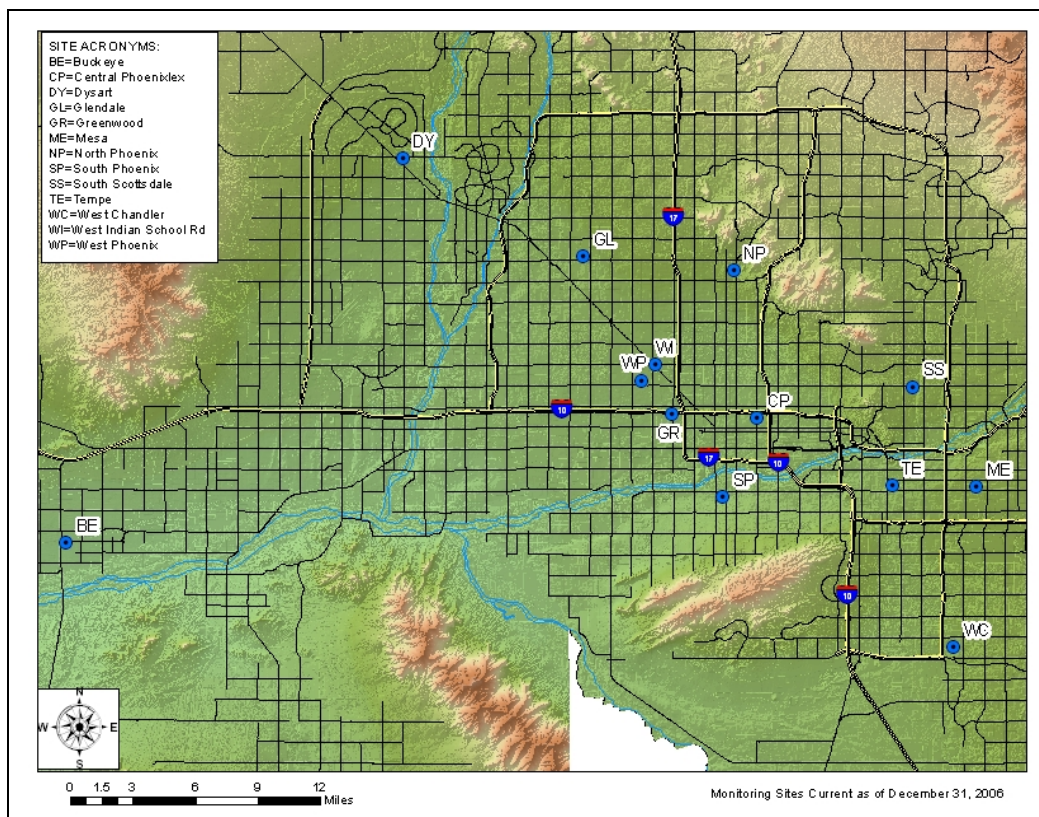 SITE ACRONYMS:
BE=Buckeye
CP=Central Phoenixlex
DY=Dysart
GL=Glendale
GR=Greenwood
ME=Mesa
NP=North Phoenix
SP=South Phoenix
SS=South Scottsdale
TE=Tempe
WC=West Chandler
WI=West Indian School Rd
WP=West Phoenix
DY
17
GL
NP
WI
WP
SS
10
CP
GR
17
10
TE
ME
SP
BE
10
WC
N
W E
S
0 1.5 3 6 9 12
Miles
Monitoring Sites Current as of December 31, 2006